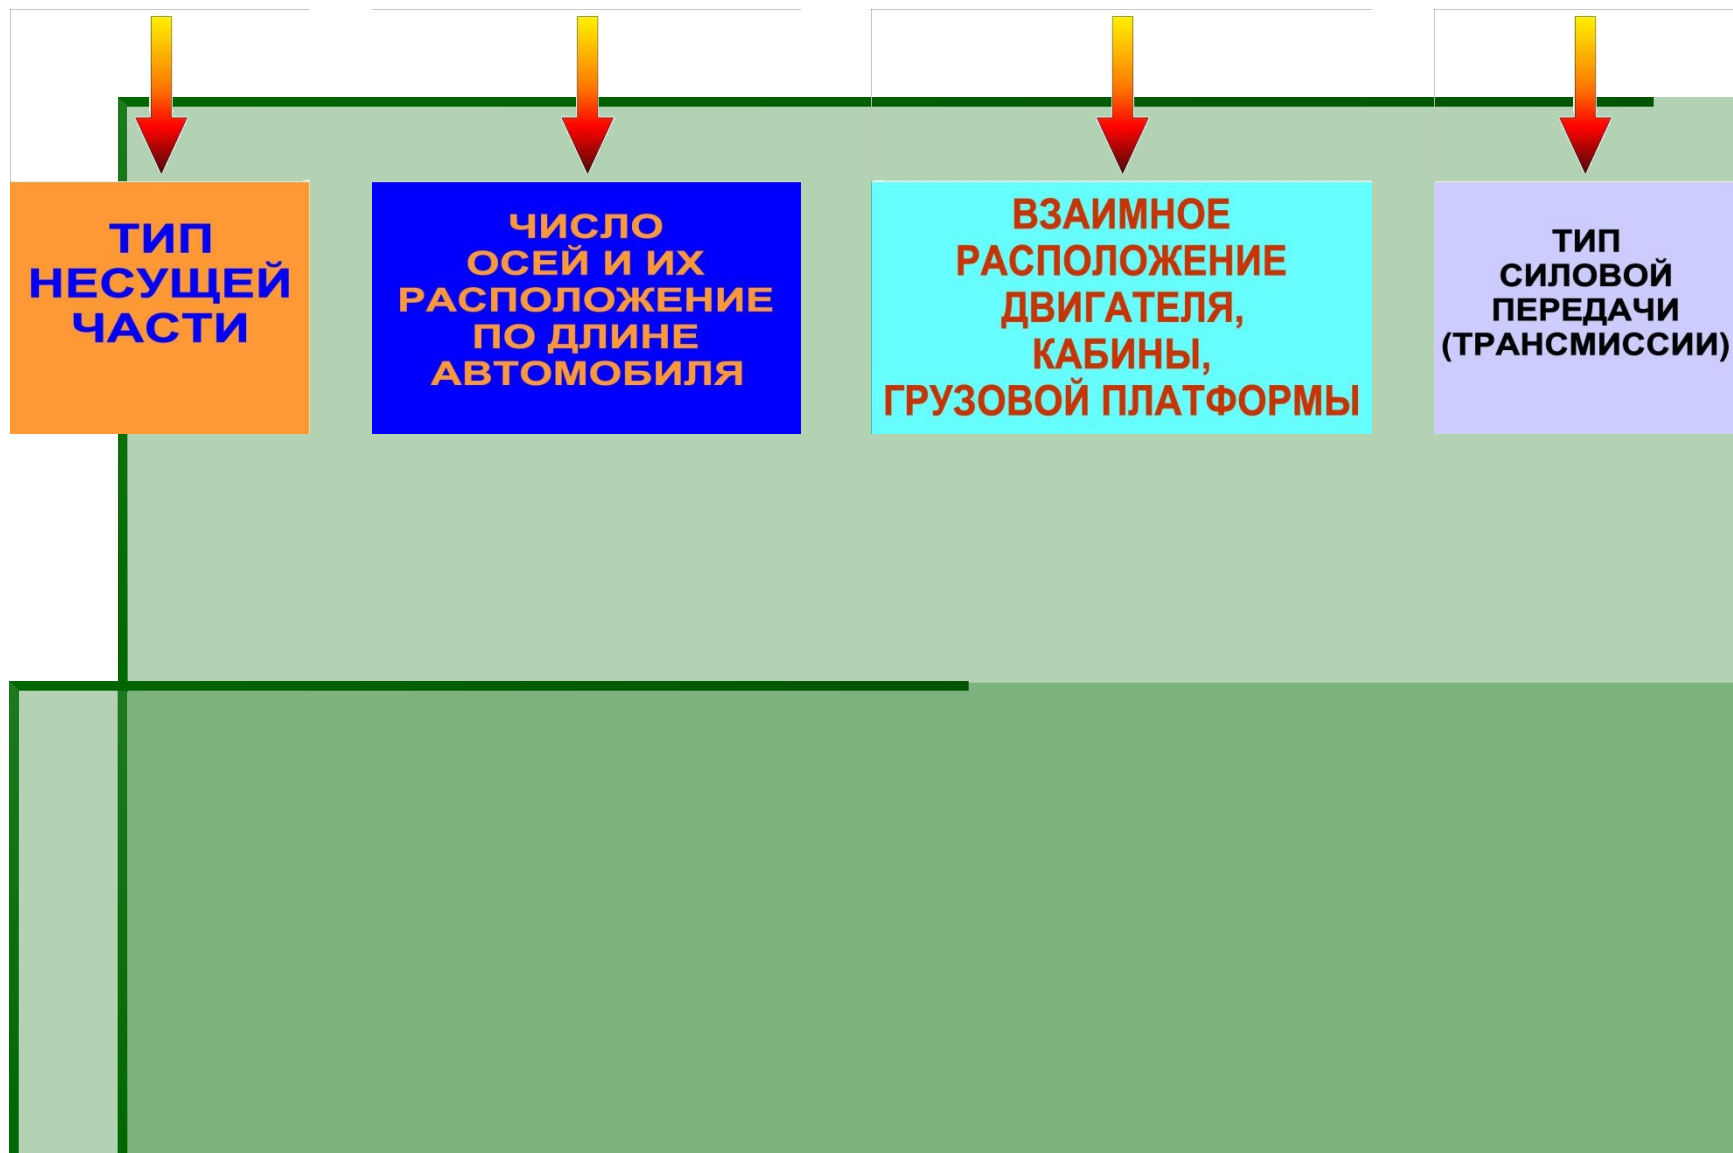 ТИП
НЕСУЩЕЙ
ЧАСТИ
ЧИСЛО
ОСЕЙ И ИХ
РАСПОЛОЖЕНИЕ
ПО ДЛИНЕ
АВТОМОБИЛЯ
ВЗАИМНОЕ
РАСПОЛОЖЕНИЕ
ДВИГАТЕЛЯ,
КАБИНЫ,
ГРУЗОВОЙ ПЛАТФОРМЫ
ТИП
СИЛОВОЙ
ПЕРЕДАЧИ
(ТРАНСМИССИИ)